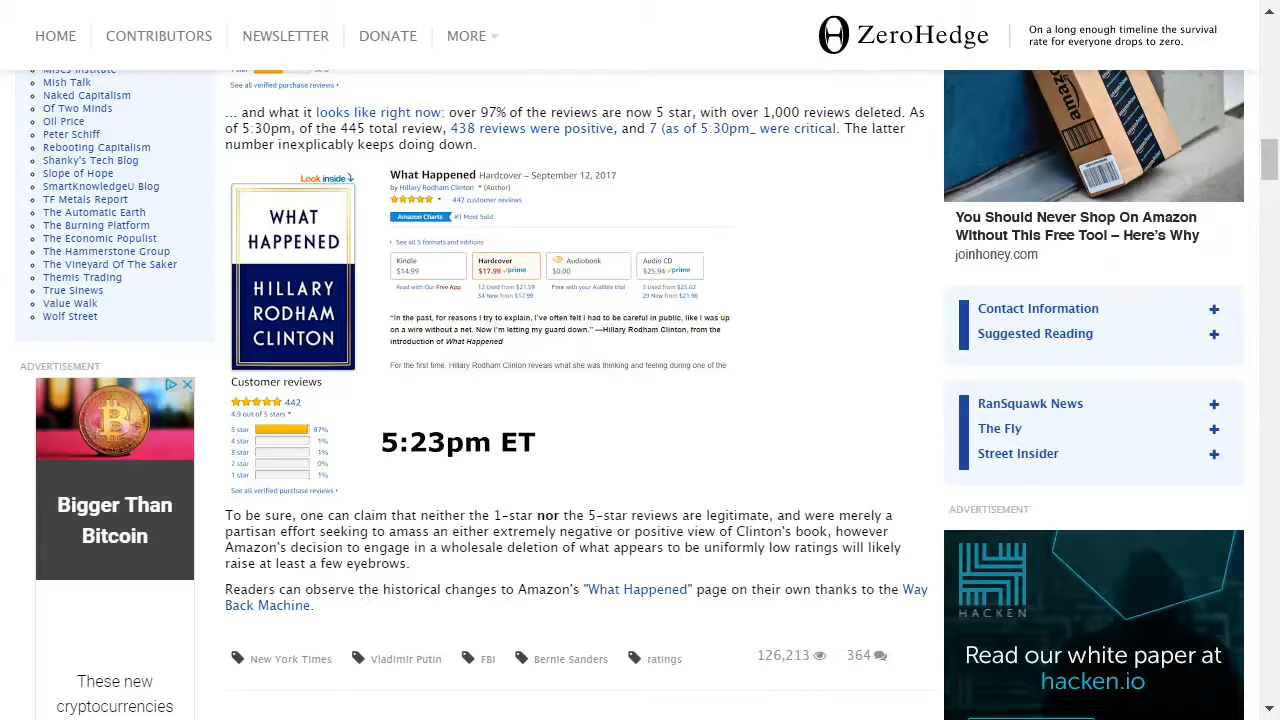 HOME
CONTRIBUTORS
NEWSLETTER
DONATE
MORE
ZeroHedge
On a long enough timeline the survival
rate for everyone drops to zero.
Mish Talk
Naked Capitalism
Of Two Minds
Oil Price
Peter Schiff
Rebooting Capitalism
Shanky's Tech Blog
Slope of Hope
SmartKnowledgeU Blog
TF Metals Report
The Automatic Earth
The Burning Platform
The Economic Populist
The Hammerstone Group
The Vineyard Of The Saker
Themis Trading
True Sinews
Value Walk
Wolf Street
ADVERTISEMENT
Bigger Than
Bitcoin
These new
cryptocurrencies
See all verified purchase reviews ›
... and what it looks like right now: over 97% of the reviews are now 5 star, with over 1,000 reviews deleted. As
of 5:30pm, of the 445 total review, 438 reviews were positive, and 7 (as of 5:30pm_ were critical. The latter
number inexplicably keeps doing down.
Look inside
WHAT
HAPPENED
HILLARY
RODHAM
CLINTON
What Happened Hardcover – September 12, 2017
by Hillary Rodham Clinton (Author)
442 customer reviews
Amazon Charts #1 Most Sold
› See all 5 formats and editions
Kindle
$14.99
Hardcover
$17.99 prime
Audiobook
$0.00
Audio CD
$25.94 prime
Read with Our Free App
12 Used from $21.59
34 New from $17.99
Free with your Audible trial
3 Used from $25.62
29 New from $21.96
“In the past, for reasons I try to explain, I’ve often felt I had to be careful in public, like I was up
on a wire without a net. Now I’m letting my guard down.” —Hillary Rodham Clinton, from the
introduction of What Happened
For the first time, Hillary Rodham Clinton reveals what she was thinking and feeling during one of the
Customer reviews
442
4.9 out of 5 stars
5 star 97%
4 star 1%
3 star 1%
2 star 0%
1 star 1%
See all verified purchase reviews ›
5:23pm ET
To be sure, one can claim that neither the 1-star nor the 5-star reviews are legitimate, and were merely a
partisan effort seeking to amass an either extremely negative or positive view of Clinton's book, however
Amazon's decision to engage in a wholesale deletion of what appears to be uniformly low ratings will likely
raise at least a few eyebrows.
Readers can observe the historical changes to Amazon's "What Happened" page on their own thanks to the Way
Back Machine.
New York Times
Vladimir Putin
FBI
Bernie Sanders
ratings
126,213
364
amazon
You Should Never Shop On Amazon
Without This Free Tool – Here’s Why
joinhoney.com
Contact Information
Suggested Reading
RanSquawk News
The Fly
Street Insider
ADVERTISEMENT
HACKEN
Read our white paper at
hacken.io